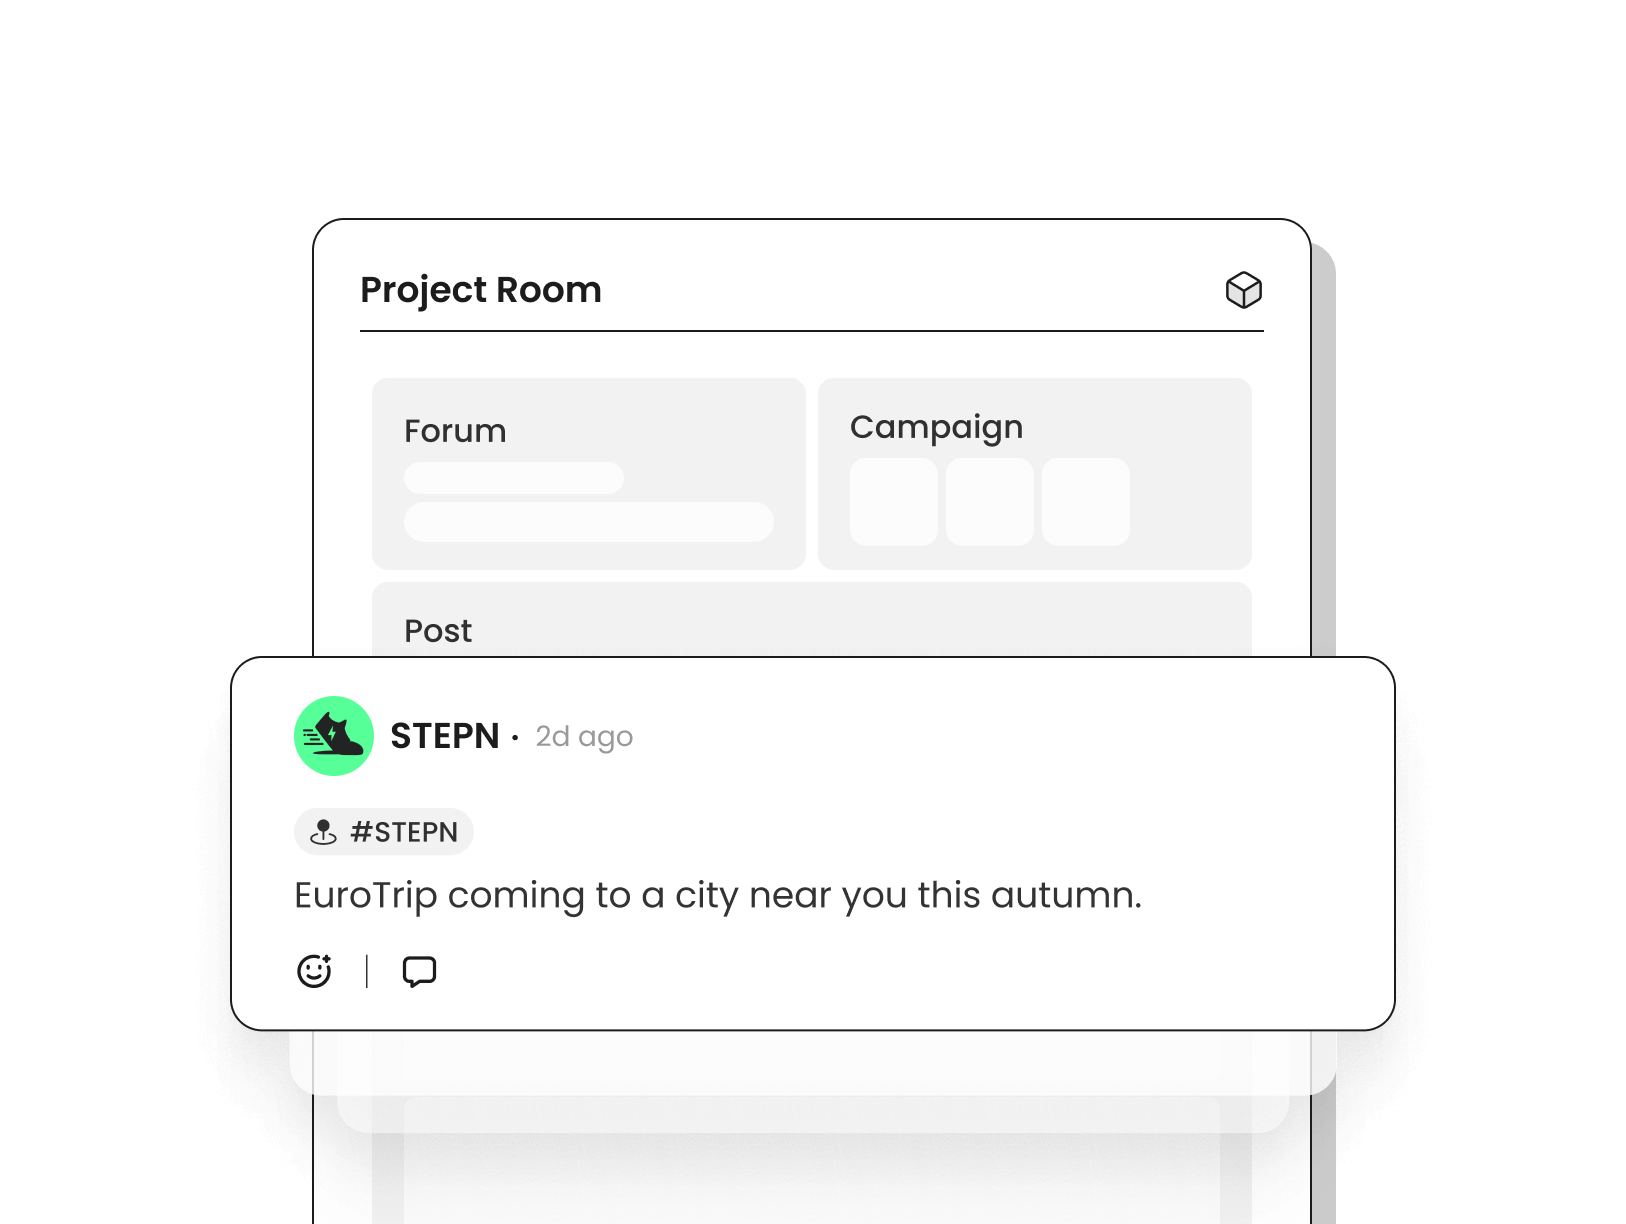 Project Room
Forum
Campaign
Post
STEPN · 2d ago
#STEPN
EuroTrip coming to a city near you this autumn.